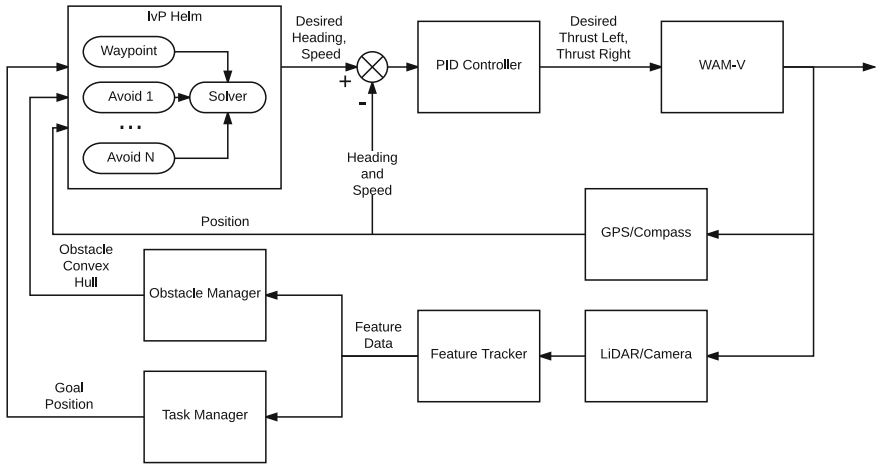 IvP Helm
Waypoint
Avoid 1
...
Avoid N
Solver
Desired
Heading,
Speed
+
-
PID Controller
Desired
Thrust Left,
Thrust Right
WAM-V
Heading
and
Speed
Position
GPS/Compass
Obstacle
Convex
Hull
Obstacle Manager
Feature
Data
Feature Tracker
LiDAR/Camera
Goal
Position
Task Manager